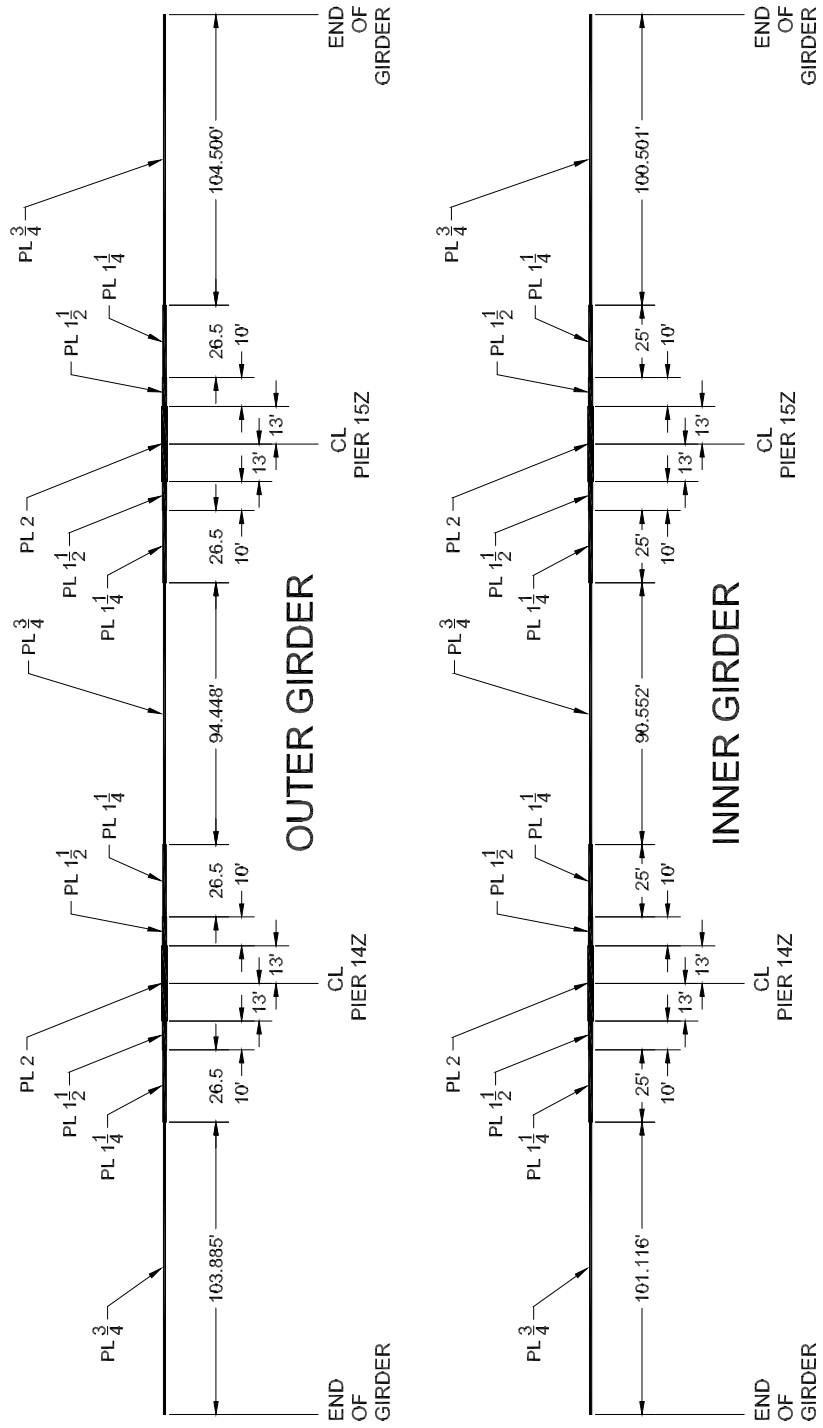 PL 2 PL 3/4 PL 2 PL 3/4
PL 1 1/2 PL 1 1/2 PL 1 1/2 PL 1 1/2
PL 3/4 PL 1 1/4 PL 1 1/4 PL 1 1/4 PL 1 1/4
103.885' 26.5 26.5 94.448' 26.5 26.5 104.500'
10' 10' 10' 10'
13' 13' 13' 13'
OUTER GIRDER
END
OF
GIRDER
CL
PIER 14Z
CL
PIER 15Z
END
OF
GIRDER
PL 2 PL 3/4 PL 2 PL 3/4
PL 1 1/2 PL 1 1/2 PL 1 1/2 PL 1 1/2
PL 3/4 PL 1 1/4 PL 1 1/4 PL 1 1/4 PL 1 1/4
101.116' 25' 25' 90.552' 25' 25' 100.501'
10' 10' 10' 10'
13' 13' 13' 13'
INNER GIRDER
END
OF
GIRDER
CL
PIER 14Z
CL
PIER 15Z
END
OF
GIRDER